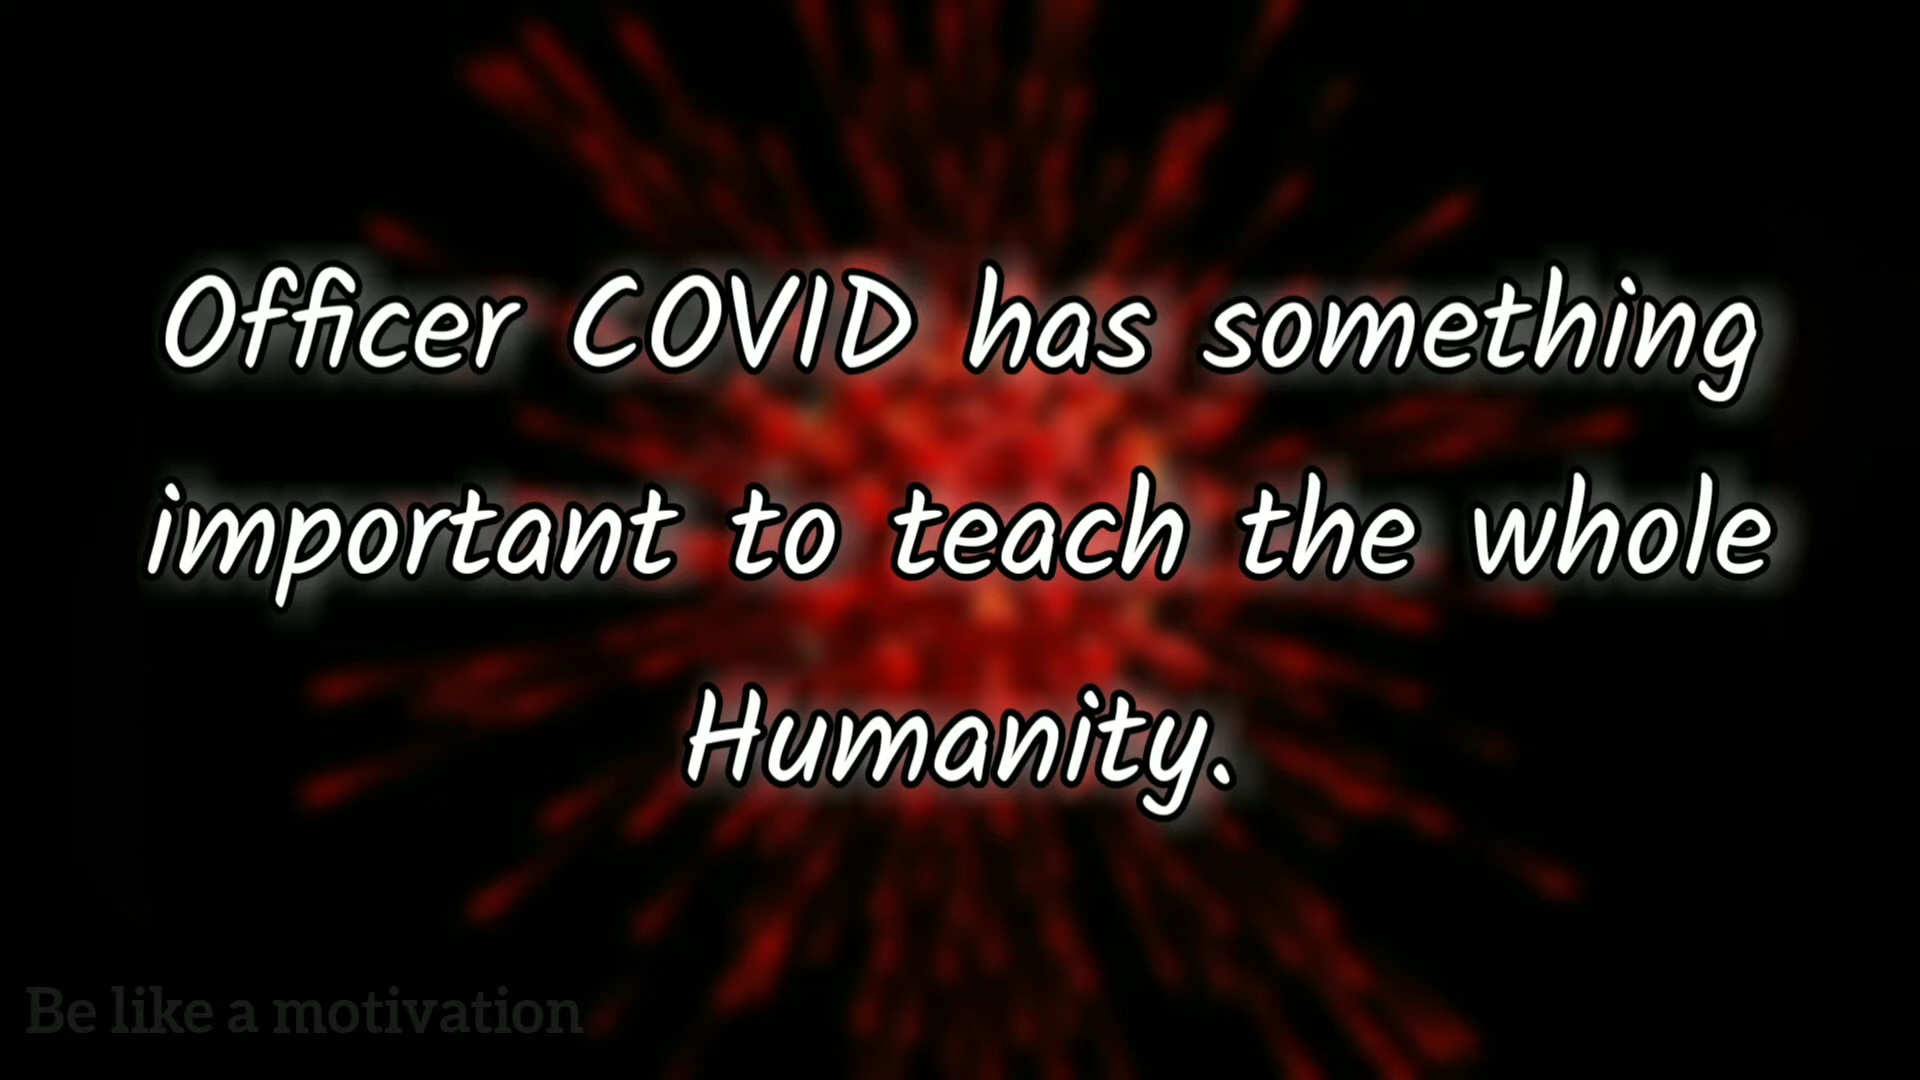 Officer COVID has something
important to teach the whole
Humanity.
Be like a motivation